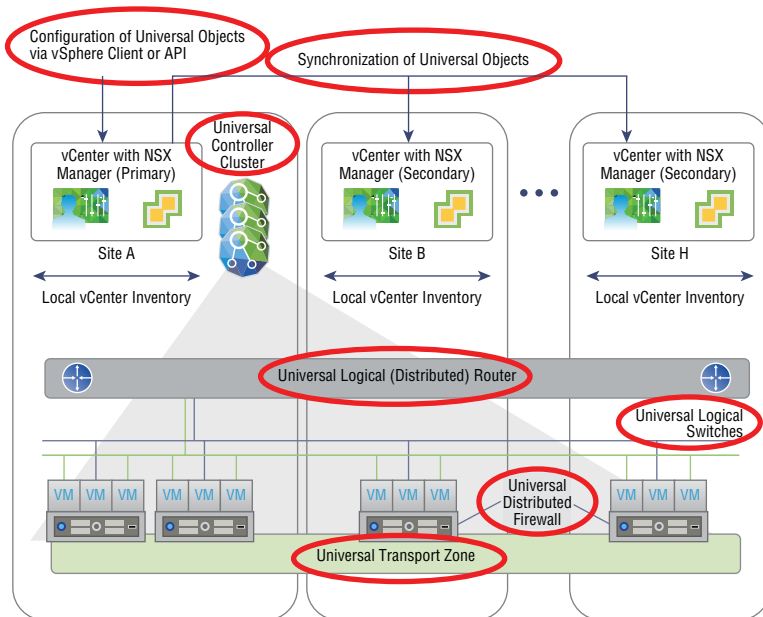 Configuration of Universal Objects
via vSphere Client or API
Synchronization of Universal Objects
Universal
Controller
Cluster
vCenter with NSX
Manager (Primary)
vCenter with NSX
Manager (Secondary)
vCenter with NSX
Manager (Secondary)
Site A
Site B
Site H
Local vCenter Inventory
Local vCenter Inventory
Local vCenter Inventory
Universal Logical (Distributed) Router
Universal Logical
Switches
VM VM VM
VM VM VM
VM VM VM
VM VM VM
Universal
Distributed
Firewall
Universal Transport Zone